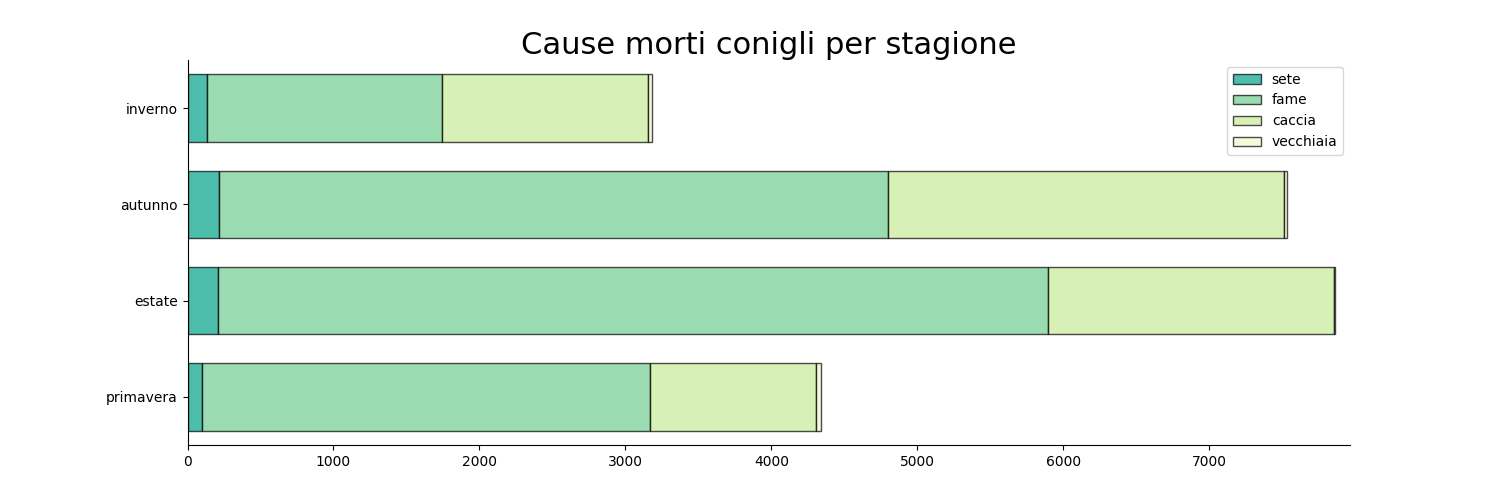 Cause morti conigli per stagione
sete
fame
caccia
vecchiaia
inverno
autunno
estate
primavera
0 1000 2000 3000 4000 5000 6000 7000